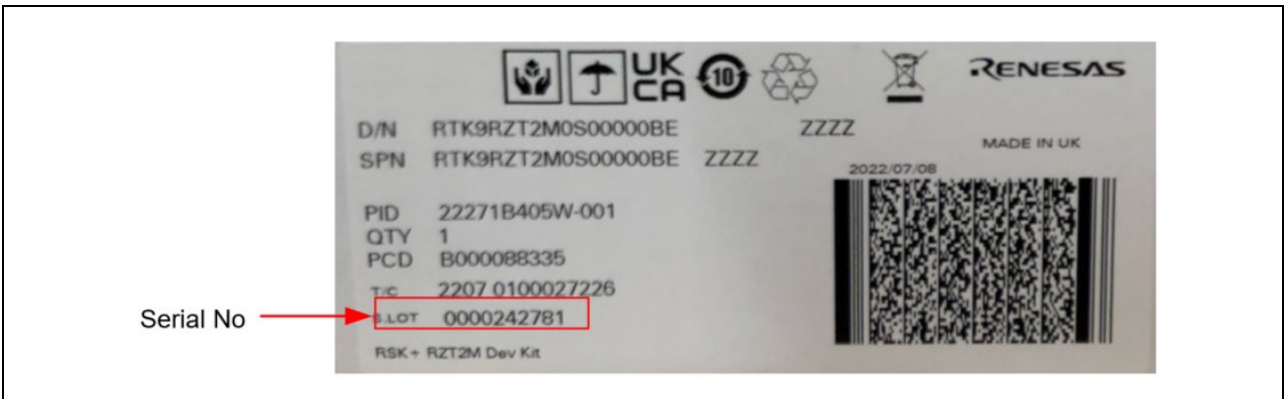 UK
CA
10
RENESAS
D/N RTK9RZT2M0S00000BE ZZZZ
MADE IN UK
SPN RTK9RZT2M0S00000BE ZZZZ
2022/07/08
PID 22271B405W-001
QTY 1
PCD B000088335
T/C 2207 0100027226
Serial No
S.LOT 0000242781
RSK+ RZT2M Dev Kit